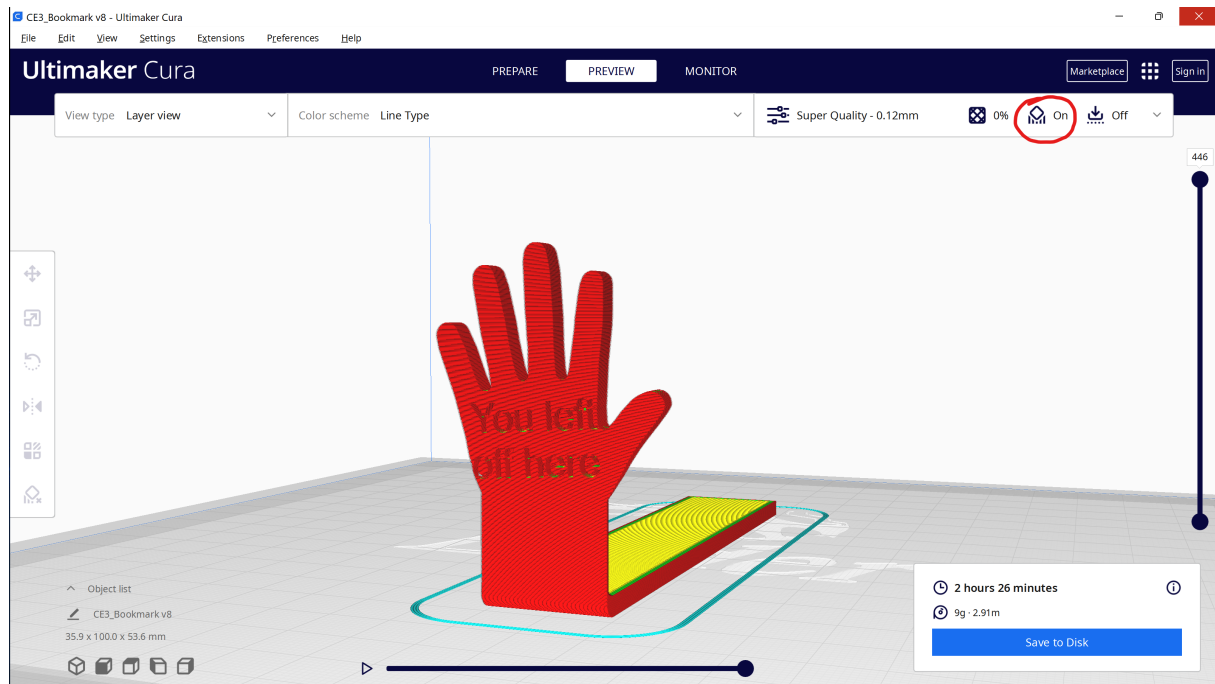 CE3_Bookmark v8 - Ultimaker Cura
File Edit View Settings Extensions Preferences Help
Ultimaker Cura
PREPARE PREVIEW MONITOR
Marketplace
Sign in
View type Layer view
Color scheme Line Type
Super Quality - 0.12mm
0%
On
Off
446
You left
off here
Object list
CE3_Bookmark v8
35.9 x 100.0 x 53.6 mm
2 hours 26 minutes
9g · 2.91m
Save to Disk